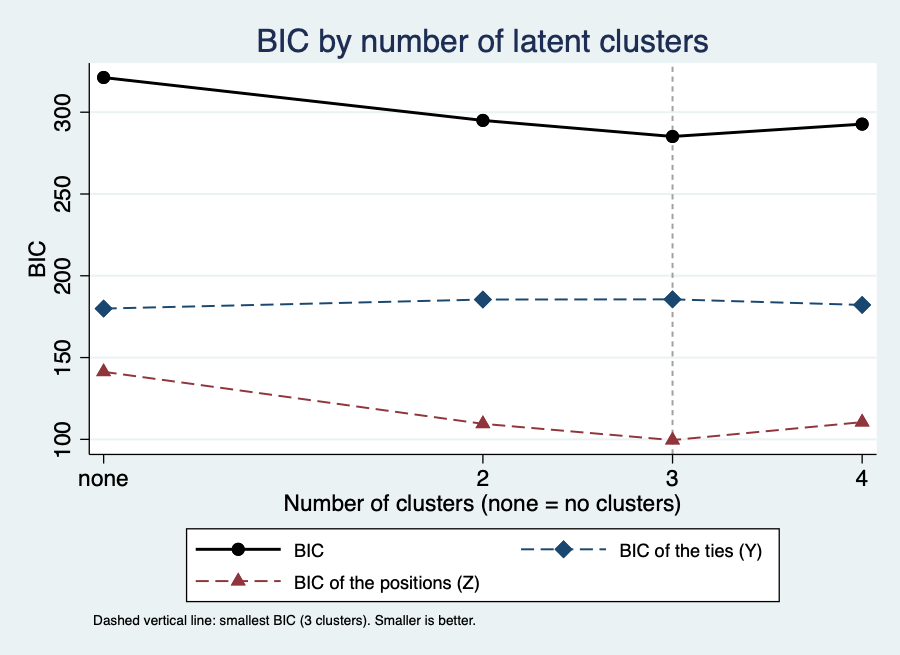 BIC by number of latent clusters
300
250
200
150
100
BIC
none 2 3 4
Number of clusters (none = no clusters)
BIC BIC of the ties (Y)
BIC of the positions (Z)
Dashed vertical line: smallest BIC (3 clusters). Smaller is better.